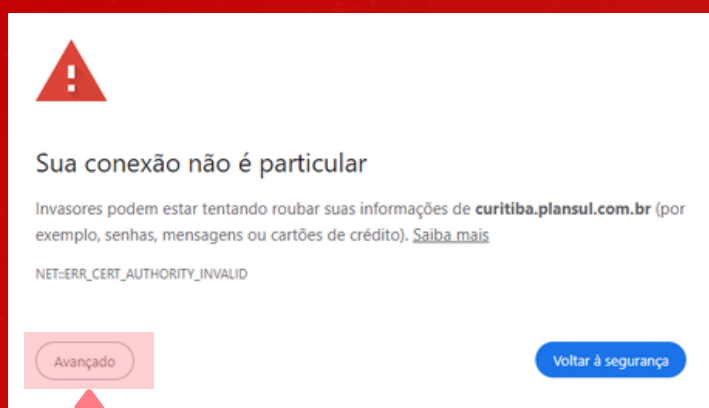 Sua conexão não é particular
Invasores podem estar tentando roubar suas informações de curitiba.plansul.com.br (por
exemplo, senhas, mensagens ou cartões de crédito). Saiba mais
NET::ERR_CERT_AUTHORITY_INVALID
Avançado
Voltar à segurança